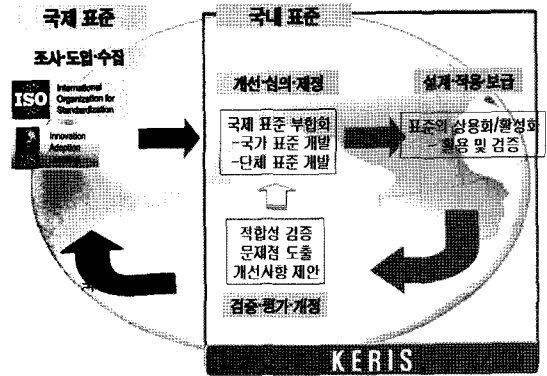 국제 표준
조사·도입·수집
ISO
International
Organization for
Standardization
Innovation
Adoption
국내 표준
개선·심의·제정
국제 표준 부합화
-국가 표준 개발
-단체 표준 개발
설계·적용·보급
표준의 상용화/활성화
- 활용 및 검증
적합성 검증
문제점 도출
개선사항 제안
검증·평가·개정
KERIS